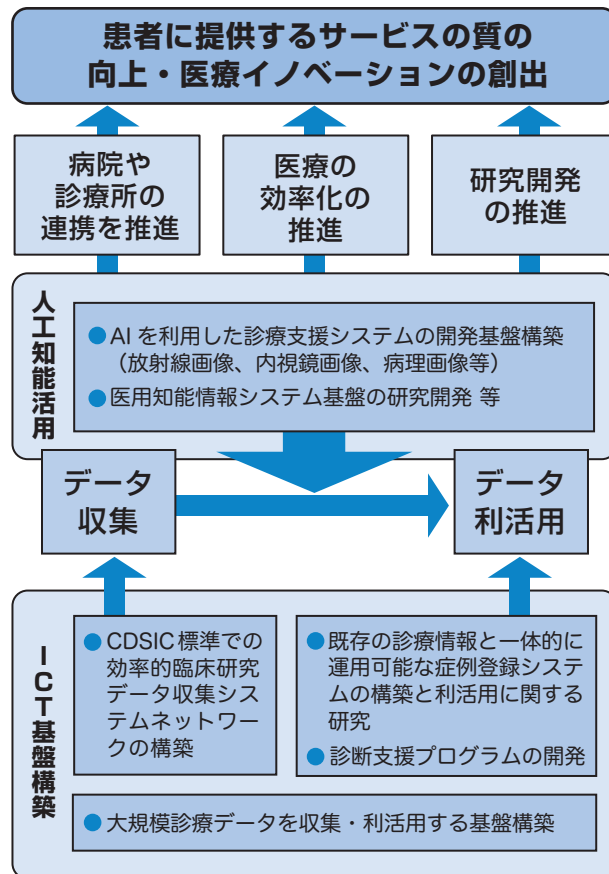 患者に提供するサービスの質の
向上・医療イノベーションの創出
病院や
診療所の
連携を推進
医療の
効率化の
推進
研究開発
の推進
人工知能活用
●AIを利用した診療支援システムの開発基盤構築
（放射線画像、内視鏡画像、病理画像等）
●医用知能情報システム基盤の研究開発 等
データ
収集
データ
利活用
ICT基盤構築
●CDSIC標準での
効率的臨床研究
データ収集シス
テムネットワー
クの構築
●既存の診療情報と一体的に
運用可能な症例登録システ
ムの構築と利活用に関する
研究
●診断支援プログラムの開発
●大規模診療データを収集・利活用する基盤構築